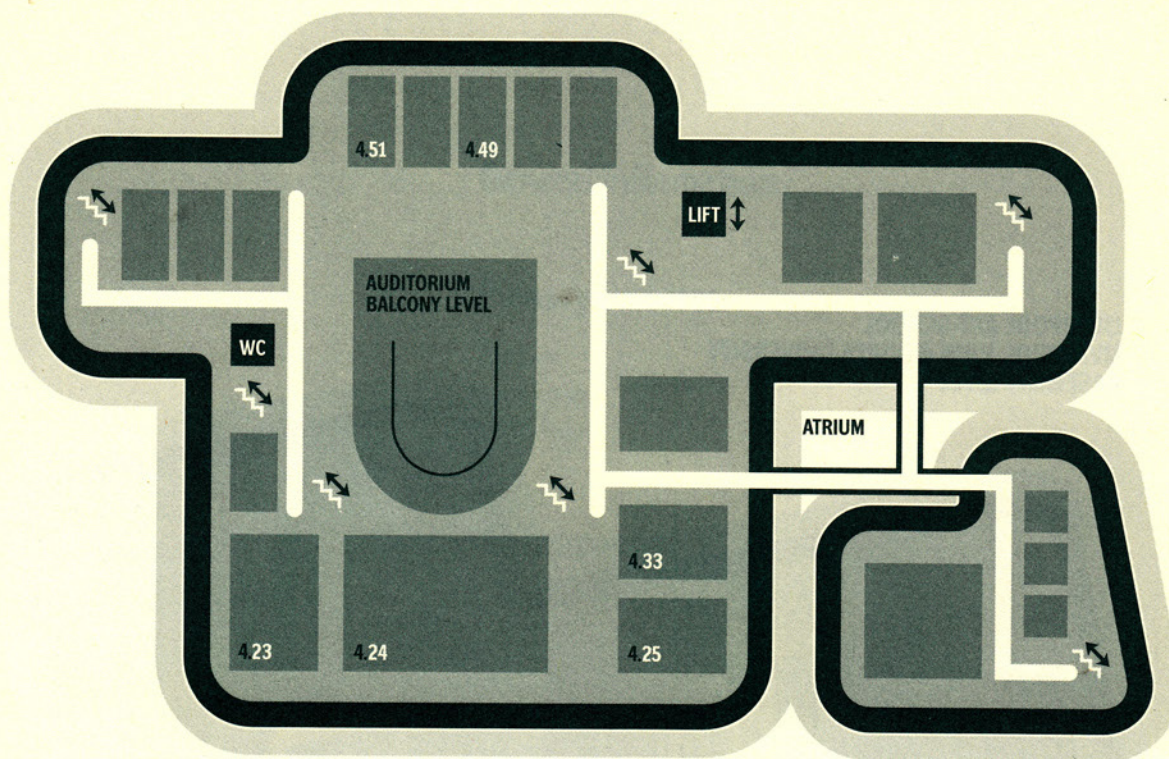 4.51
4.49
LIFT
AUDITORIUM
BALCONY LEVEL
WC
ATRIUM
4.33
4.23
4.24
4.25